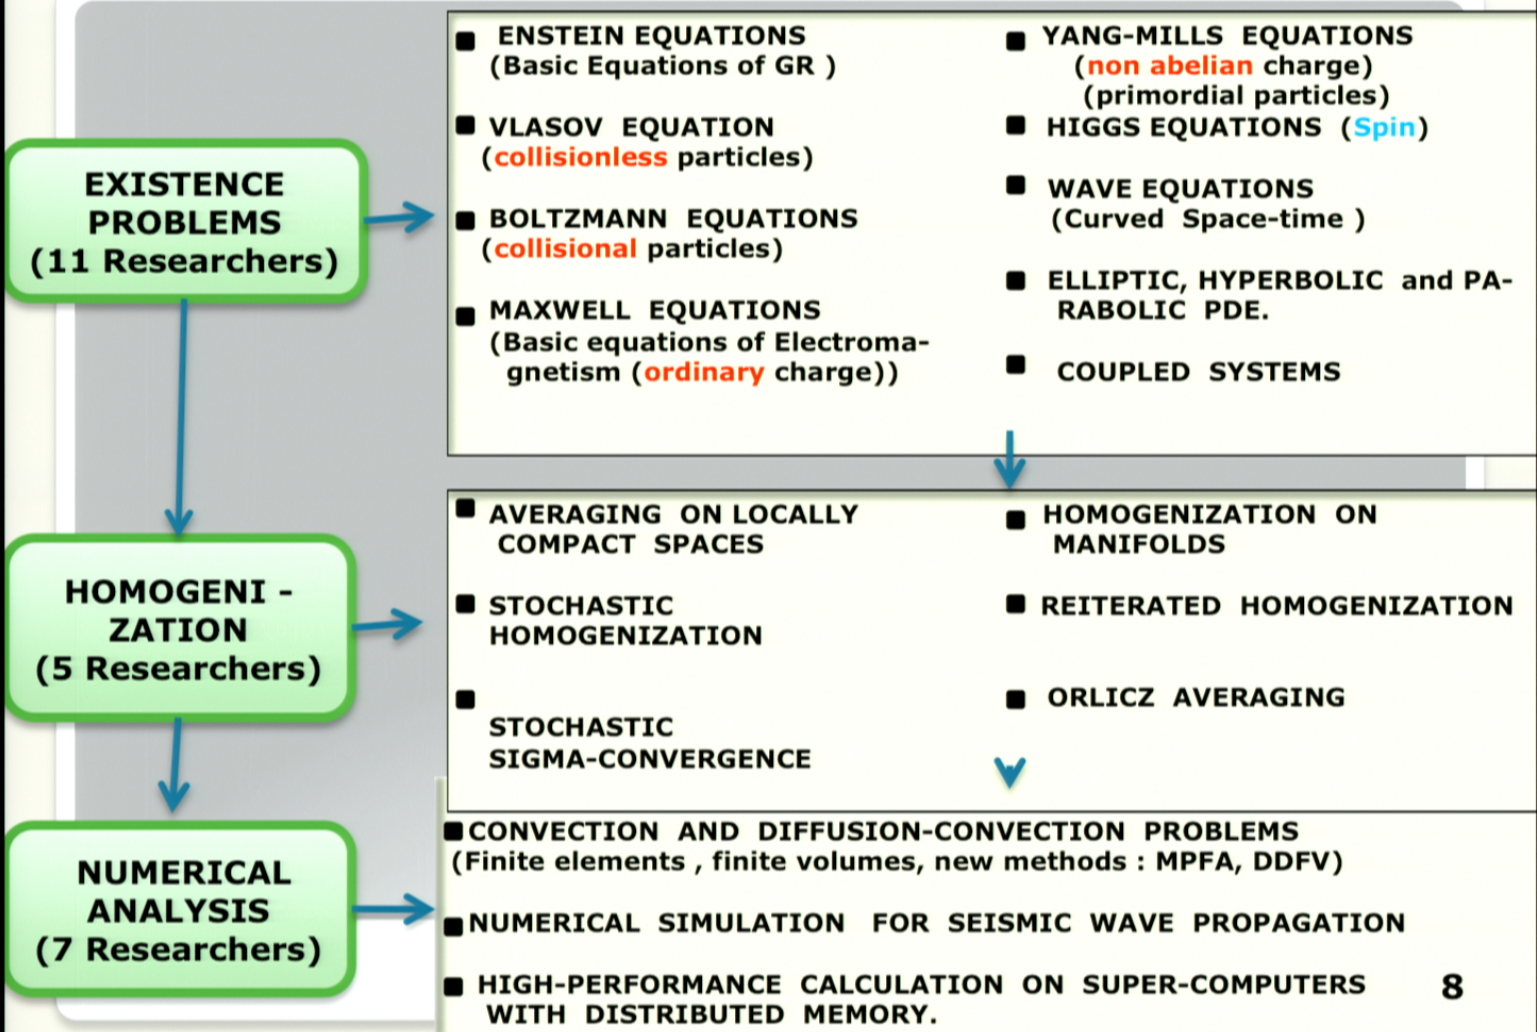 EXISTENCE
PROBLEMS
(11 Researchers)
■ ENSTEIN EQUATIONS
(Basic Equations of GR )
■ VLASOV EQUATION
(collisionless particles)
■ BOLTZMANN EQUATIONS
(collisional particles)
■ MAXWELL EQUATIONS
(Basic equations of Electroma-
gnetism (ordinary charge))
■ YANG-MILLS EQUATIONS
(non abelian charge)
(primordial particles)
■ HIGGS EQUATIONS (Spin)
■ WAVE EQUATIONS
(Curved Space-time )
■ ELLIPTIC, HYPERBOLIC and PA-
RABOLIC PDE.
■ COUPLED SYSTEMS
HOMOGENI -
ZATION
(5 Researchers)
■ AVERAGING ON LOCALLY
COMPACT SPACES
■ STOCHASTIC
HOMOGENIZATION
■
STOCHASTIC
SIGMA-CONVERGENCE
■ HOMOGENIZATION ON
MANIFOLDS
■ REITERATED HOMOGENIZATION
■ ORLICZ AVERAGING
NUMERICAL
ANALYSIS
(7 Researchers)
■ CONVECTION AND DIFFUSION-CONVECTION PROBLEMS
(Finite elements , finite volumes, new methods : MPFA, DDFV)
■ NUMERICAL SIMULATION FOR SEISMIC WAVE PROPAGATION
■ HIGH-PERFORMANCE CALCULATION ON SUPER-COMPUTERS
WITH DISTRIBUTED MEMORY.
8